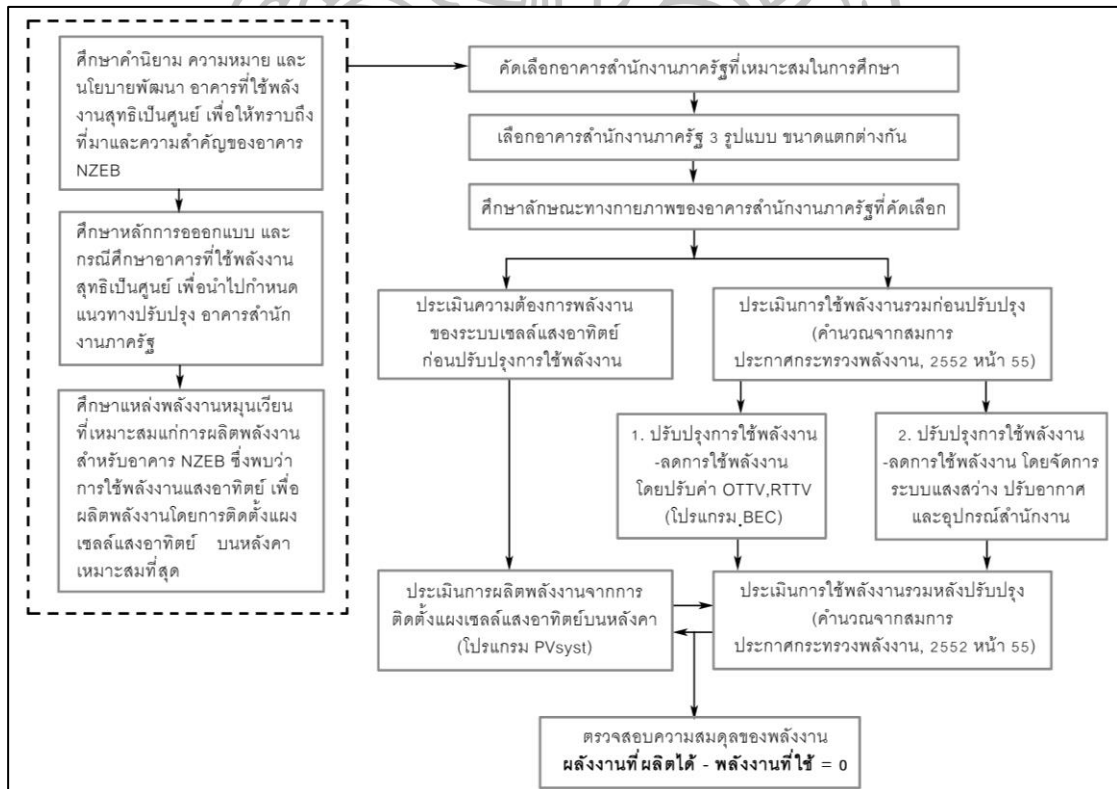 ศึกษาคำนิยาม ความหมาย และ
นโยบายพัฒนา อาคารที่ใช้พลัง
งานสุทธิเป็นศูนย์ เพื่อให้ทราบถึง
ที่มาและความสำคัญของอาคาร
NZEB
ศึกษาหลักการอออกแบบ และ
กรณีศึกษาอาคารที่ใช้พลังงาน
สุทธิเป็นศูนย์ เพื่อนำไปกำหนด
แนวทางปรับปรุง อาคารสำนัก
งานภาครัฐ
ศึกษาแหล่งพลังงานหมุนเวียน
ที่เหมาะสมแก่การผลิตพลังงาน
สำหรับอาคาร NZEB ซึ่งพบว่า
การใช้พลังงานแสงอาทิตย์ เพื่อ
ผลิตพลังงานโดยการติดตั้งแผง
เซลล์แสงอาทิตย์ บนหลังคา
เหมาะสมที่สุด
คัดเลือกอาคารสำนักงานภาครัฐที่เหมาะสมในการศึกษา
เลือกอาคารสำนักงานภาครัฐ 3 รูปแบบ ขนาดแตกต่างกัน
ศึกษาลักษณะทางกายภาพของอาคารสำนักงานภาครัฐที่คัดเลือก
ประเมินความต้องการพลังงาน
ของระบบเซลล์แสงอาทิตย์
ก่อนปรับปรุงการใช้พลังงาน
ประเมินการใช้พลังงานรวมก่อนปรับปรุง
(คำนวณจากสมการ
ประกาศกระทรวงพลังงาน, 2552 หน้า 55)
1. ปรับปรุงการใช้พลังงาน
-ลดการใช้พลังงาน
โดยปรับค่า OTTV,RTTV
(โปรแกรม BEC)
2. ปรับปรุงการใช้พลังงาน
-ลดการใช้พลังงาน โดยจัดการ
ระบบแสงสว่าง ปรับอากาศ
และอุปกรณ์สำนักงาน
ประเมินการผลิตพลังงานจากการ
ติดตั้งแผงเซลล์แสงอาทิตย์บนหลังคา
(โปรแกรม PVsyst)
ประเมินการใช้พลังงานรวมหลังปรับปรุง
(คำนวณจากสมการ
ประกาศกระทรวงพลังงาน, 2552 หน้า 55)
ตรวจสอบความสมดุลของพลังงาน
ผลังงานที่ผลิตได้ - พลังงานที่ใช้ = 0